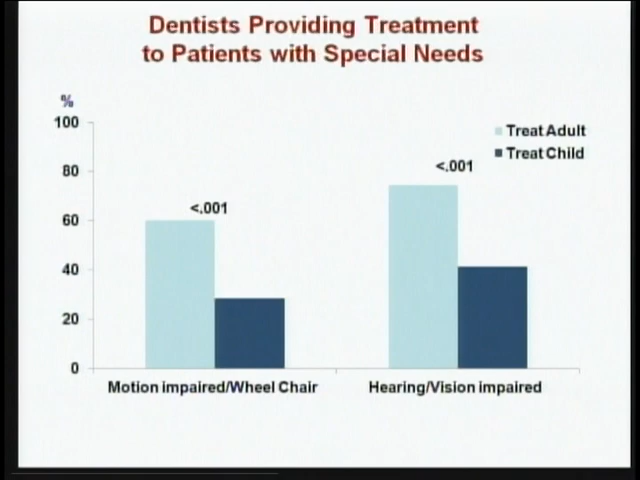 Dentists Providing Treatment
to Patients with Special Needs
%
100
80
60
40
20
0
Treat Adult
Treat Child
<.001
<.001
Motion impaired/Wheel Chair
Hearing/Vision impaired